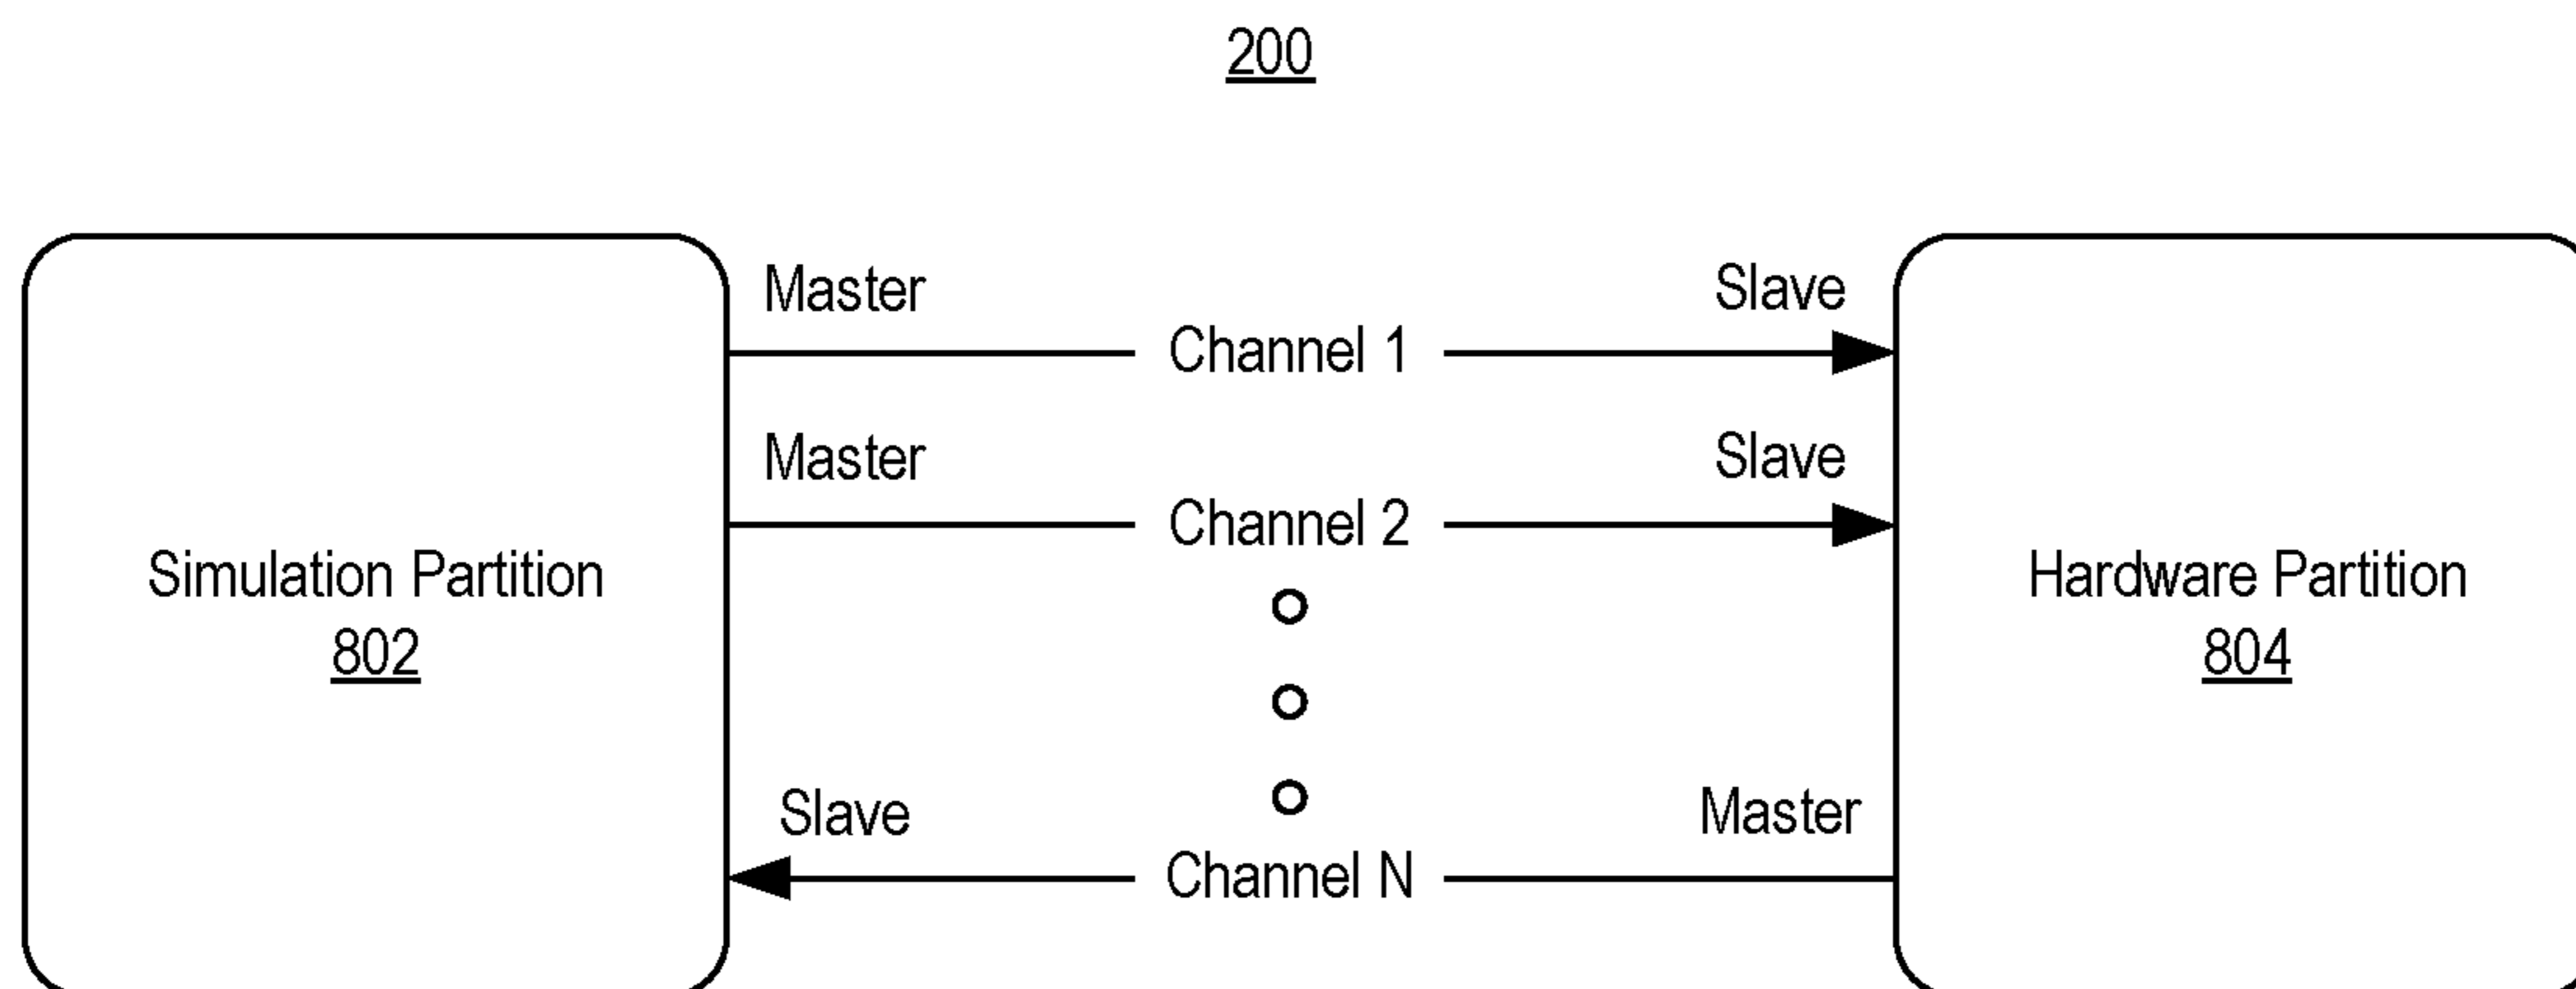 200
Master
Slave
Channel 1
Master
Slave
Channel 2
Simulation Partition
802
Hardware Partition
804
Slave
Master
Channel N